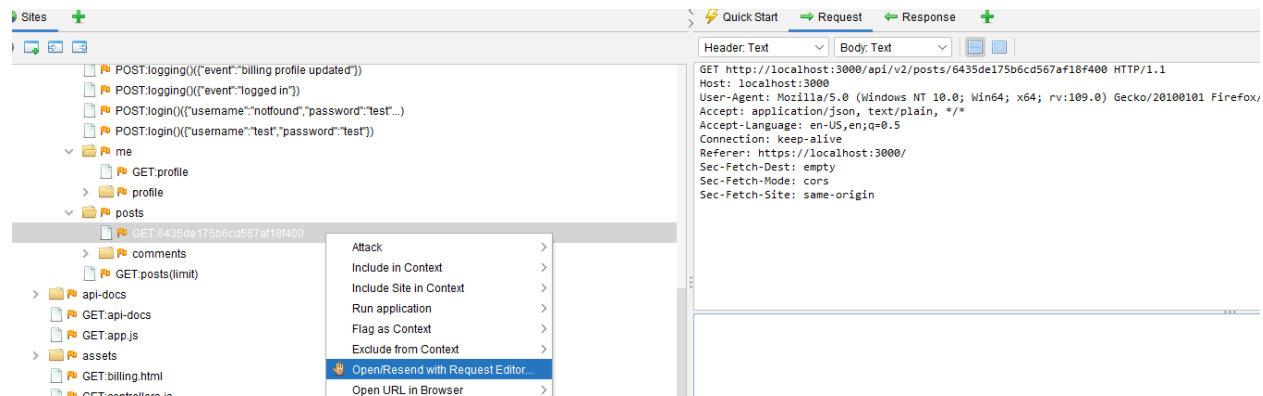 Sites
Quick Start
Request
Response
Header: Text
Body: Text
POST:logging()({"event":"billing profile updated"})
POST:logging()({"event":"logged in"})
POST:login()({"username":"notfound","password":"test"...)
POST:login()({"username":"test","password":"test"})
me
GET:profile
profile
posts
GET:6435de175b6cd567af18f400
comments
GET:posts(limit)
api-docs
GET:api-docs
GET:app.js
assets
GET:billing.html
GET:controllers.js
Attack
Include in Context
Include Site in Context
Run application
Flag as Context
Exclude from Context
Open/Resend with Request Editor...
Open URL in Browser
GET http://localhost:3000/api/v2/posts/6435de175b6cd567af18f400 HTTP/1.1
Host: localhost:3000
User-Agent: Mozilla/5.0 (Windows NT 10.0; Win64; x64; rv:109.0) Gecko/20100101 Firefox/
Accept: application/json, text/plain, */*
Accept-Language: en-US,en;q=0.5
Connection: keep-alive
Referer: https://localhost:3000/
Sec-Fetch-Dest: empty
Sec-Fetch-Mode: cors
Sec-Fetch-Site: same-origin